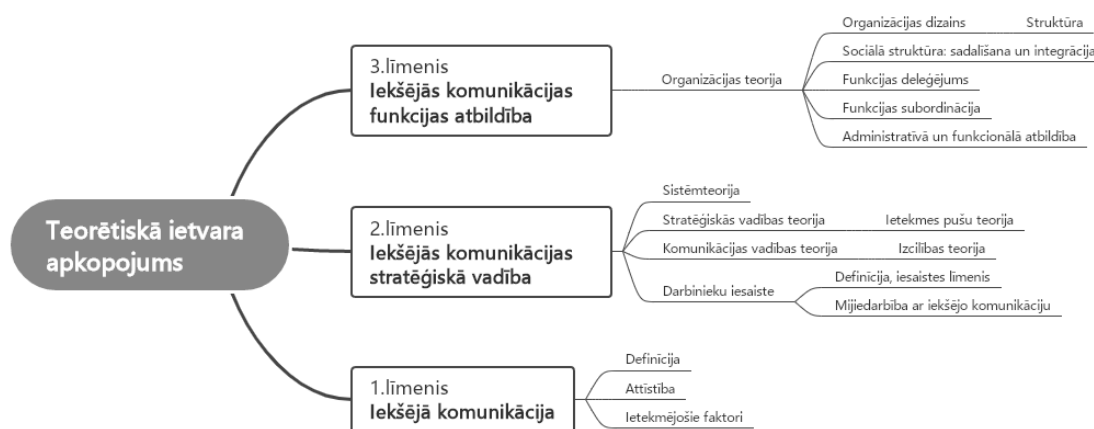 Teorētiskā ietvara
apkopojums
3.līmenis
Iekšējās komunikācijas
funkcijas atbildība
Organizācijas teorija
Organizācijas dizains
Struktūra
Sociālā struktūra: sadalīšana un integrācija
Funkcijas deleģējums
Funkcijas subordinācija
Administratīvā un funkcionālā atbildība
2.līmenis
Iekšējās komunikācijas
stratēģiskā vadība
Sistēmteorija
Stratēģiskās vadības teorija
Ietekmes pušu teorija
Komunikācijas vadības teorija
Izcilības teorija
Darbinieku iesaiste
Definīcija, iesaistes līmenis
Mijiedarbība ar iekšējo komunikāciju
1.līmenis
Iekšējā komunikācija
Definīcija
Attīstība
Ietekmējošie faktori